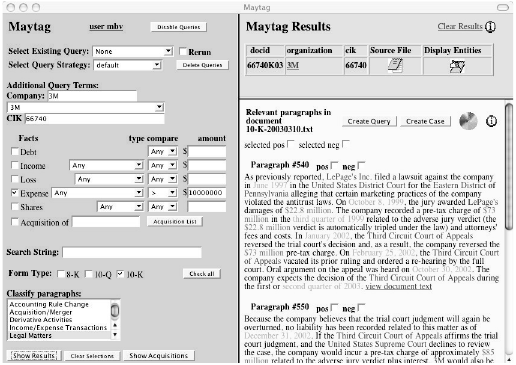 Maytag
Maytag
user mbv
Disable Queries
Select Existing Query:
None
Rerun
Select Query Strategy:
default
Delete Queries
Additional Query Terms:
Company: 3M
3M
CIK 66740
Facts
type compare
amount
Debt
Any
$
Income
Any
Any
$
Loss
Any
Any
$
Expense
Any
>
$10000000
Shares
Any
Any
Acquisition of
Acquisition List
Search String:
Form Type:
8-K
10-Q
10-K
Check all
Classify paragraphs:
Accounting Rule Change
Acquisition/Merger
Derivative Activities
Income/Expense Transactions
Legal Matters
Show Results
Clear Selections
Show Acquisitions
Maytag Results
Clear Results
docid organization cik Source File Display Entities
66740K03 3M 66740
Relevant paragraphs in
document
10-K-20030310.txt
Create Query
Create Case
selected pos
selected neg
Paragraph #540 pos neg
As previously reported, LePage's Inc. filed a lawsuit against the company
in June 1997 in the United States District Court for the Eastern District of
Pennsylvania alleging that certain marketing practices of the company
violated the antitrust laws. On October 8, 1999, the jury awarded LePage's
damages of $22.8 million. The company recorded a pre-tax charge of $73
million in the third quarter of 1999 related to the adverse jury verdict (the
$22.8 million verdict is automatically tripled under the law) and attorneys'
fees and costs. In January 2002, the Third Circuit Court of Appeals
reversed the trial court's decision and, as a result, the company reversed the
$73 million pre-tax charge. On February 25, 2002, the Third Circuit Court
of Appeals vacated its prior ruling and ordered a re-hearing by the full
court. Oral argument on the appeal was heard on October 30, 2002. The
company expects the decision of the Third Circuit Court of Appeals during
the first or second quarter of 2003. view document text
Paragraph #550 pos neg
Because the company believes that the trial court judgment will again be
overturned, no liability has been recorded related to this matter as of
December 31, 2002. If the Third Circuit Court of Appeals affirms the trial
court judgment, and the United States Supreme Court declines to review
the case, the company would incur a pre-tax charge of approximately $85
million related to the adverse jury verdict plus interest. 3M would also be